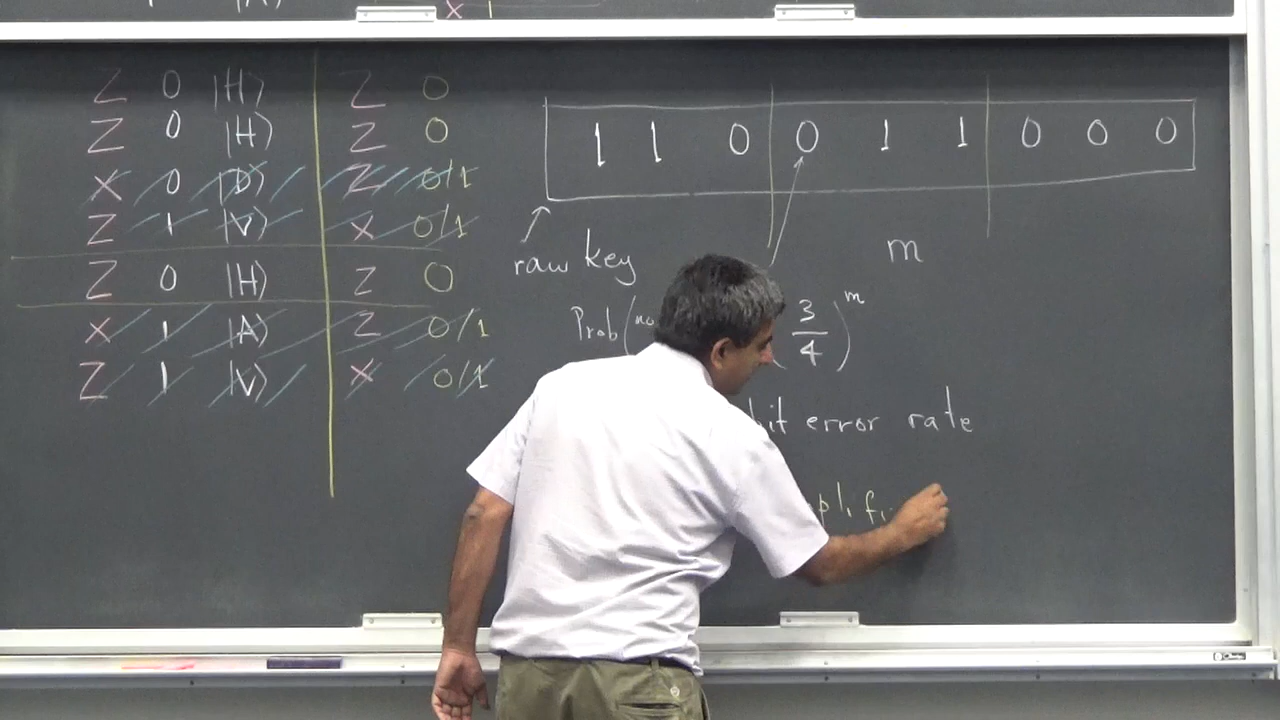 Z 0 |H⟩ Z 0
Z 0 |H⟩ Z 0
X 0 |D⟩ Z 0/1
Z 1 |V⟩ X 0/1
Z 0 |H⟩ Z 0
X 1 |A⟩ Z 0/1
Z 1 |V⟩ X 0/1
1 1 0 0 1 1 0 0 0
raw key
m
Prob( (3/4)^m
bit error rate